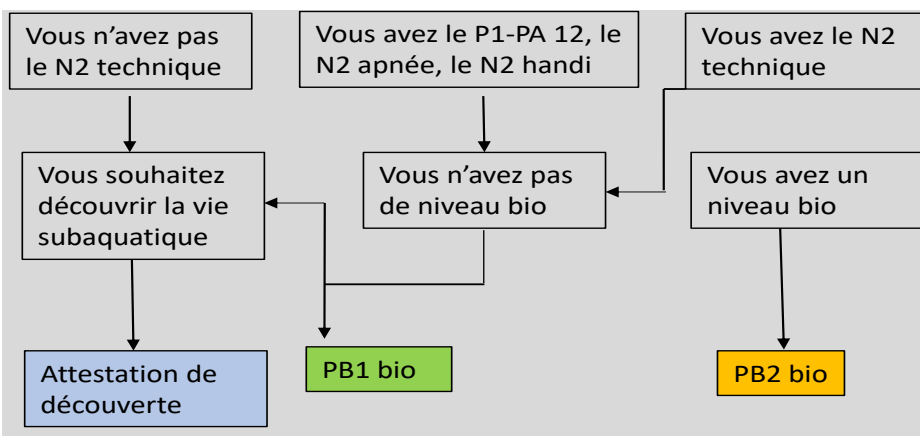 Vous n’avez pas
le N2 technique
Vous avez le P1-PA 12, le
N2 apnée, le N2 handi
Vous avez le N2
technique
Vous souhaitez
découvrir la vie
subaquatique
Vous n’avez pas
de niveau bio
Vous avez un
niveau bio
Attestation de
découverte
PB1 bio
PB2 bio